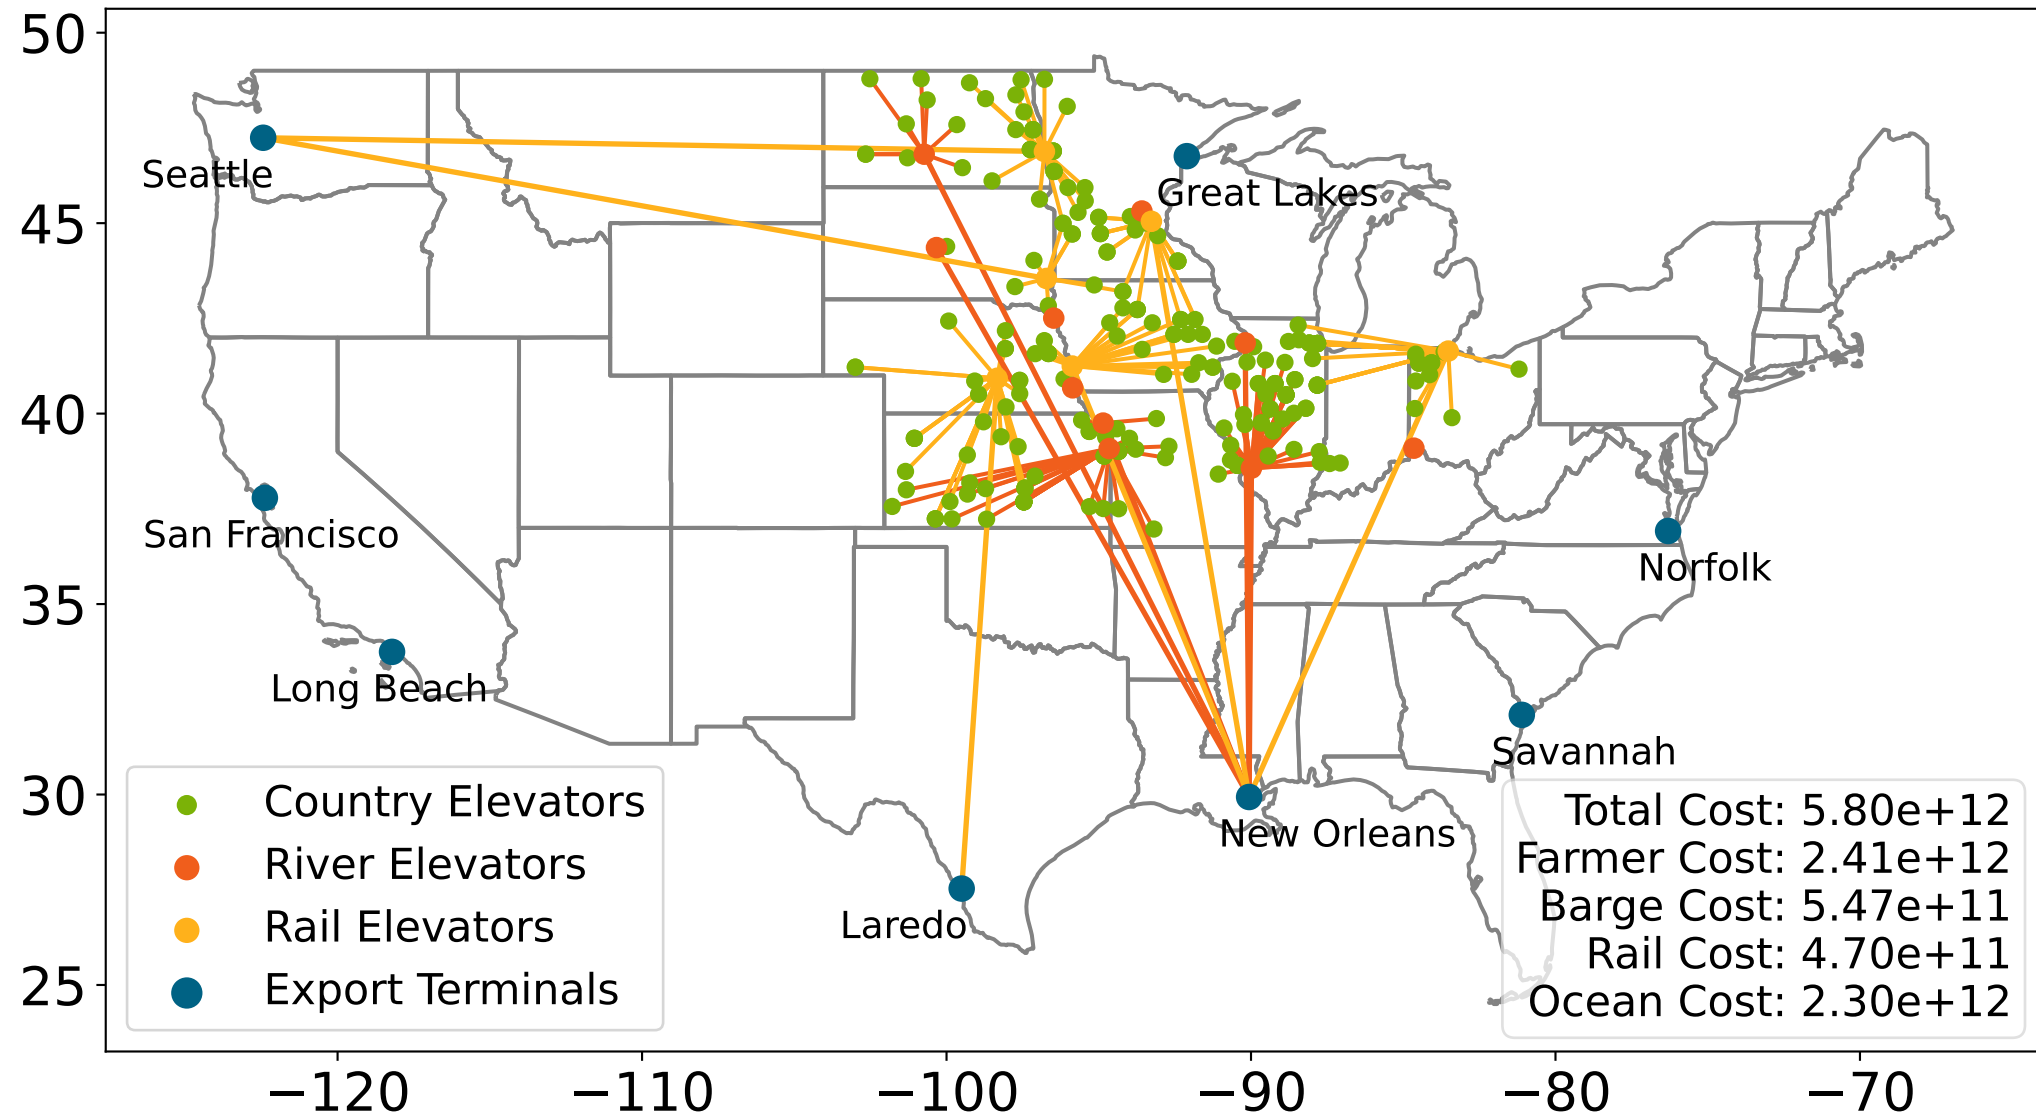 50
45
40
35
30
25
−120
−110
−100
−90
−80
−70
Seattle
Great Lakes
San Francisco
Norfolk
Long Beach
Savannah
New Orleans
Laredo
Country Elevators
River Elevators
Rail Elevators
Export Terminals
Total Cost: 5.80e+12
Farmer Cost: 2.41e+12
Barge Cost: 5.47e+11
Rail Cost: 4.70e+11
Ocean Cost: 2.30e+12